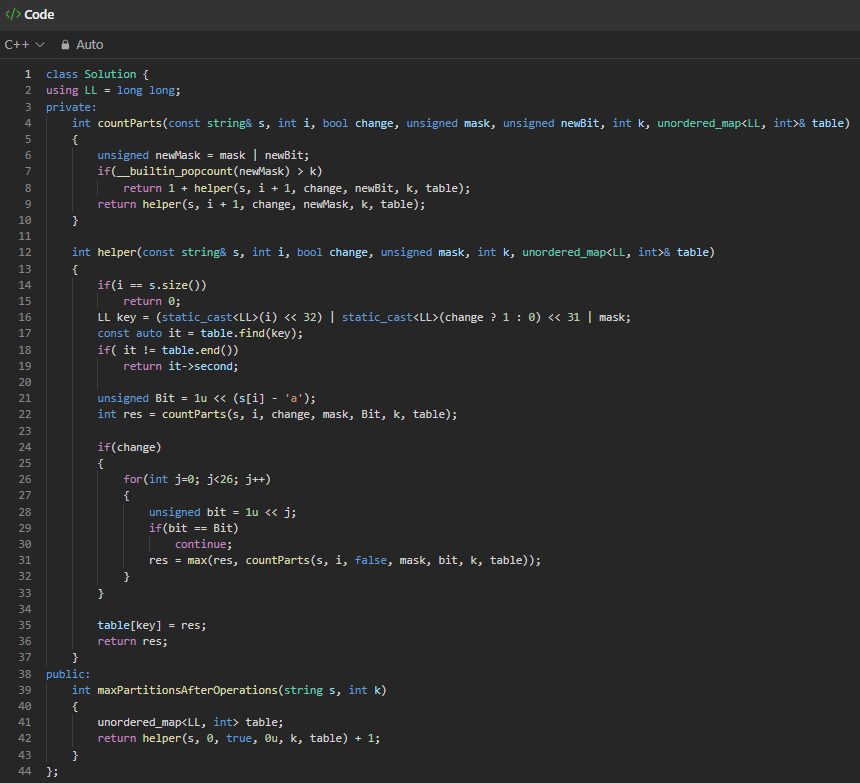 </> Code
C++ Auto
1 class Solution {
2 using LL = long long;
3 private:
4     int countParts(const string& s, int i, bool change, unsigned mask, unsigned newBit, int k, unordered_map<LL, int>& table)
5     {
6         unsigned newMask = mask | newBit;
7         if(__builtin_popcount(newMask) > k)
8             return 1 + helper(s, i + 1, change, newBit, k, table);
9         return helper(s, i + 1, change, newMask, k, table);
10     }
11
12     int helper(const string& s, int i, bool change, unsigned mask, int k, unordered_map<LL, int>& table)
13     {
14         if(i == s.size())
15             return 0;
16         LL key = (static_cast<LL>(i) << 32) | static_cast<LL>(change ? 1 : 0) << 31 | mask;
17         const auto it = table.find(key);
18         if( it != table.end())
19             return it->second;
20
21         unsigned Bit = 1u << (s[i] - 'a');
22         int res = countParts(s, i, change, mask, Bit, k, table);
23
24         if(change)
25         {
26             for(int j=0; j<26; j++)
27             {
28                 unsigned bit = 1u << j;
29                 if(bit == Bit)
30                     continue;
31                 res = max(res, countParts(s, i, false, mask, bit, k, table));
32             }
33         }
34
35         table[key] = res;
36         return res;
37     }
38 public:
39     int maxPartitionsAfterOperations(string s, int k)
40     {
41         unordered_map<LL, int> table;
42         return helper(s, 0, true, 0u, k, table) + 1;
43     }
44 };